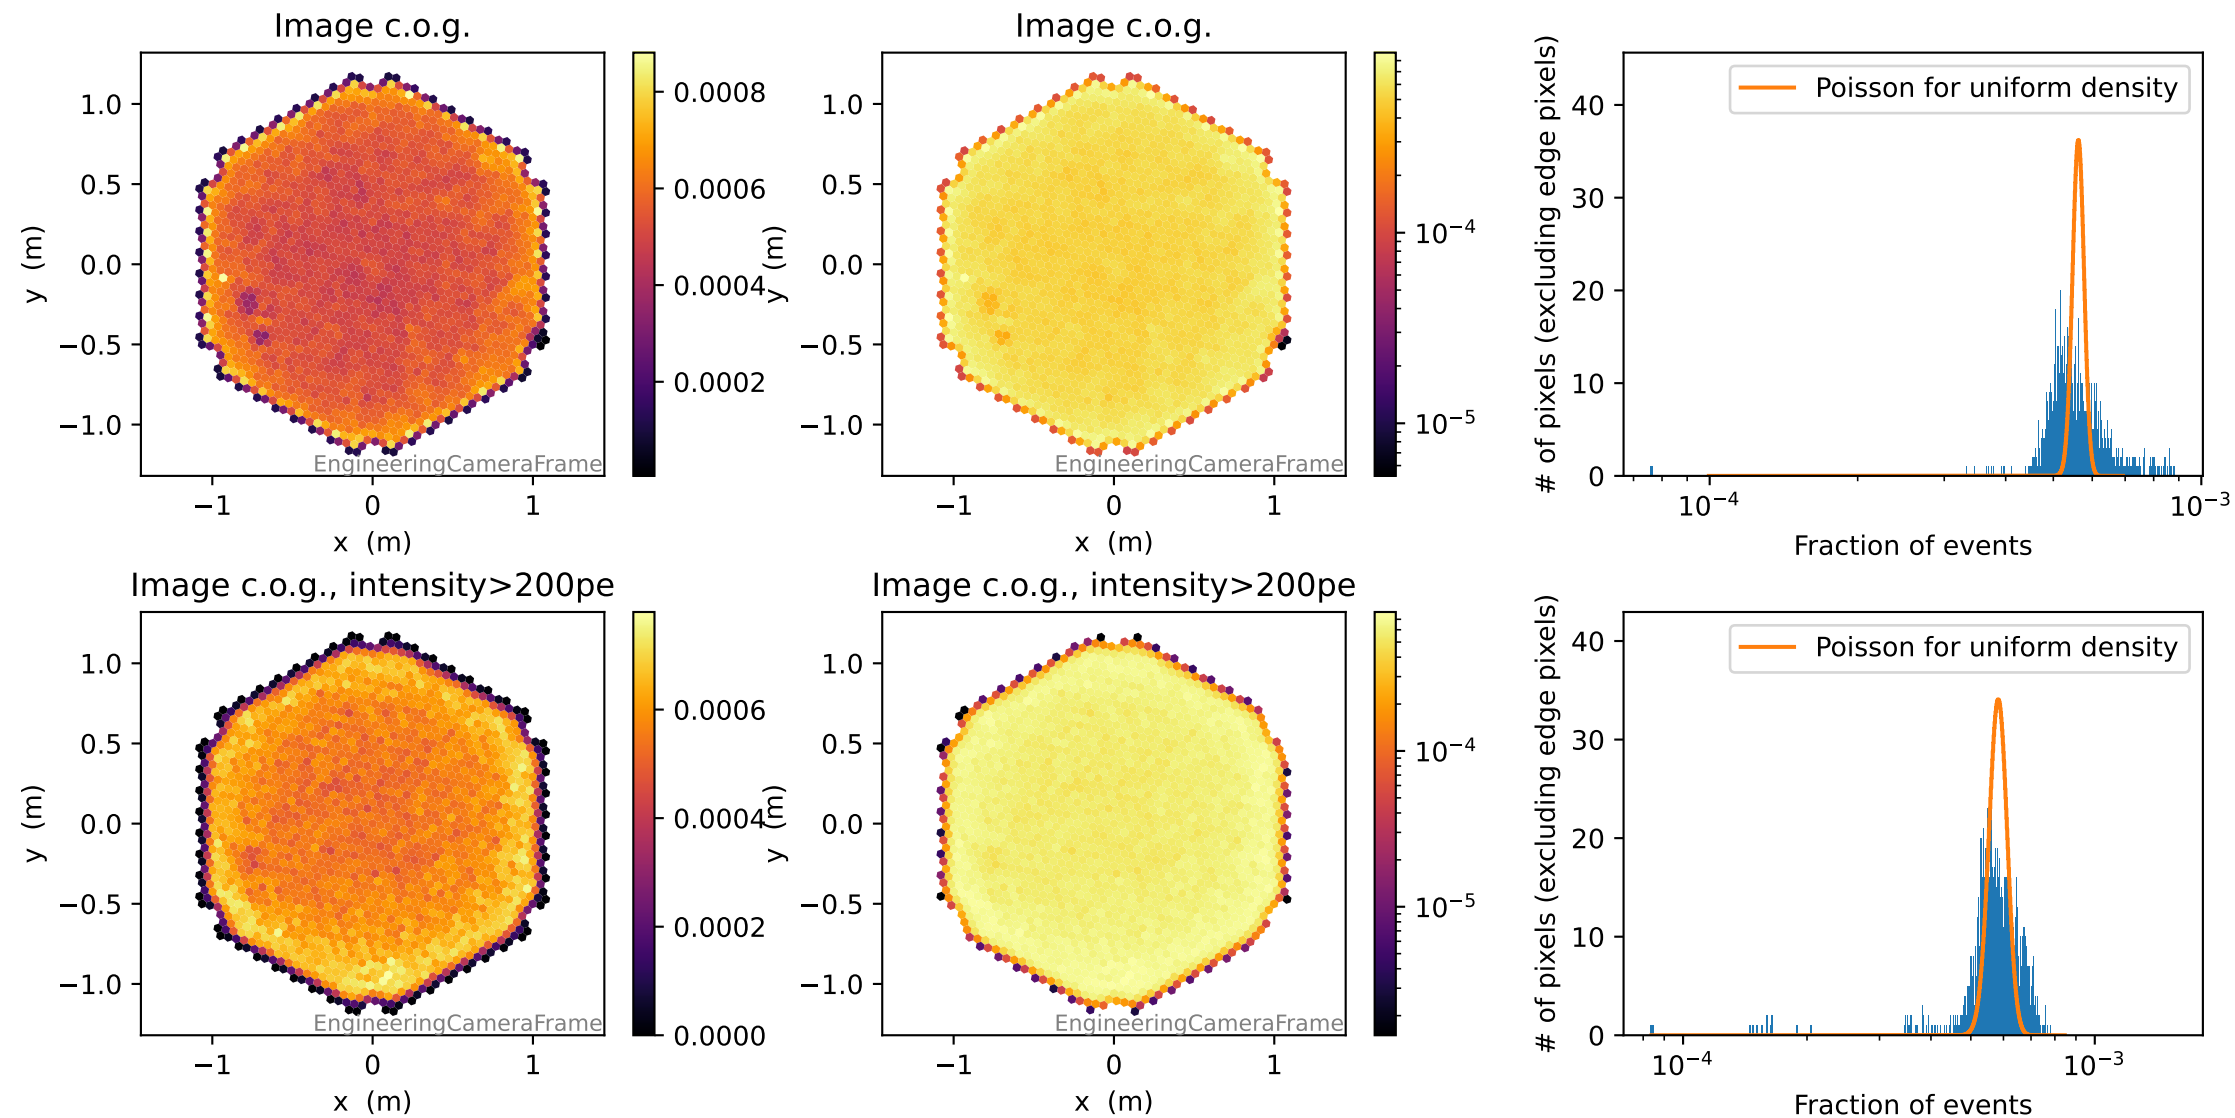 Image c.o.g.
y (m)
1.0
0.5
0.0
−0.5
−1.0
−1 0 1
x (m)
EngineeringCameraFrame
0.0008
0.0006
0.0004
0.0002
Image c.o.g.
y (m)
1.0
0.5
0.0
−0.5
−1.0
−1 0 1
x (m)
EngineeringCameraFrame
10⁻⁴
10⁻⁵
# of pixels (excluding edge pixels)
40
30
20
10
0
Poisson for uniform density
10⁻⁴ 10⁻³
Fraction of events
Image c.o.g., intensity>200pe
y (m)
1.0
0.5
0.0
−0.5
−1.0
−1 0 1
x (m)
EngineeringCameraFrame
0.0006
0.0004
0.0002
0.0000
Image c.o.g., intensity>200pe
y (m)
1.0
0.5
0.0
−0.5
−1.0
−1 0 1
x (m)
EngineeringCameraFrame
10⁻⁴
10⁻⁵
# of pixels (excluding edge pixels)
40
30
20
10
0
Poisson for uniform density
10⁻⁴ 10⁻³
Fraction of events